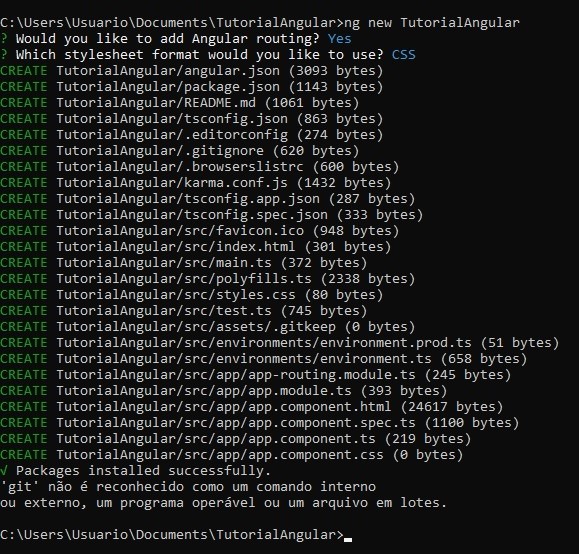 C:\Users\Usuario\Documents\TutorialAngular>ng new TutorialAngular
? Would you like to add Angular routing? Yes
? Which stylesheet format would you like to use? CSS
CREATE TutorialAngular/angular.json (3093 bytes)
CREATE TutorialAngular/package.json (1143 bytes)
CREATE TutorialAngular/README.md (1061 bytes)
CREATE TutorialAngular/tsconfig.json (863 bytes)
CREATE TutorialAngular/.editorconfig (274 bytes)
CREATE TutorialAngular/.gitignore (620 bytes)
CREATE TutorialAngular/.browserslistrc (600 bytes)
CREATE TutorialAngular/karma.conf.js (1432 bytes)
CREATE TutorialAngular/tsconfig.app.json (287 bytes)
CREATE TutorialAngular/tsconfig.spec.json (333 bytes)
CREATE TutorialAngular/src/favicon.ico (948 bytes)
CREATE TutorialAngular/src/index.html (301 bytes)
CREATE TutorialAngular/src/main.ts (372 bytes)
CREATE TutorialAngular/src/polyfills.ts (2338 bytes)
CREATE TutorialAngular/src/styles.css (80 bytes)
CREATE TutorialAngular/src/test.ts (745 bytes)
CREATE TutorialAngular/src/assets/.gitkeep (0 bytes)
CREATE TutorialAngular/src/environments/environment.prod.ts (51 bytes)
CREATE TutorialAngular/src/environments/environment.ts (658 bytes)
CREATE TutorialAngular/src/app/app-routing.module.ts (245 bytes)
CREATE TutorialAngular/src/app/app.module.ts (393 bytes)
CREATE TutorialAngular/src/app/app.component.html (24617 bytes)
CREATE TutorialAngular/src/app/app.component.spec.ts (1100 bytes)
CREATE TutorialAngular/src/app/app.component.ts (219 bytes)
CREATE TutorialAngular/src/app/app.component.css (0 bytes)
√ Packages installed successfully.
'git' não é reconhecido como um comando interno
ou externo, um programa operável ou um arquivo em lotes.
C:\Users\Usuario\Documents\TutorialAngular>